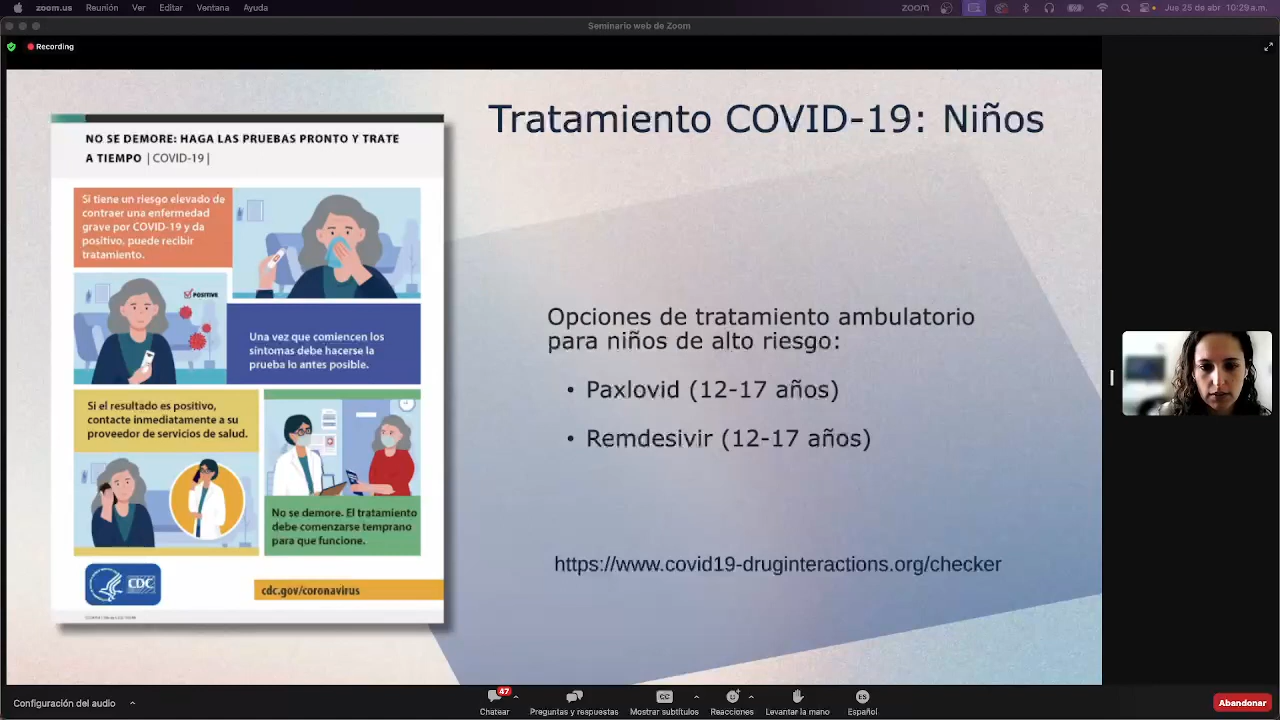 zoom.us Reunión Ver Editar Ventana Ayuda
zoom
Jue 25 de abr 10:29 a.m.
Seminario web de Zoom
Recording
Tratamiento COVID-19: Niños
NO SE DEMORE: HAGA LAS PRUEBAS PRONTO Y TRATE
A TIEMPO | COVID-19 |
Si tiene un riesgo elevado de
contraer una enfermedad
grave por COVID-19 y da
positivo, puede recibir
tratamiento.
POSITIVE
Una vez que comiencen los
síntomas debe hacerse la
prueba lo antes posible.
Si el resultado es positivo,
contacte inmediatamente a su
proveedor de servicios de salud.
No se demore. El tratamiento
debe comenzarse temprano
para que funcione.
CDC
cdc.gov/coronavirus
Opciones de tratamiento ambulatorio
para niños de alto riesgo:
• Paxlovid (12-17 años)
• Remdesivir (12-17 años)
https://www.covid19-druginteractions.org/checker
Configuración del audio
47
Chatear
Preguntas y respuestas
CC
Mostrar subtítulos
Reacciones
Levantar la mano
ES
Español
Abandonar